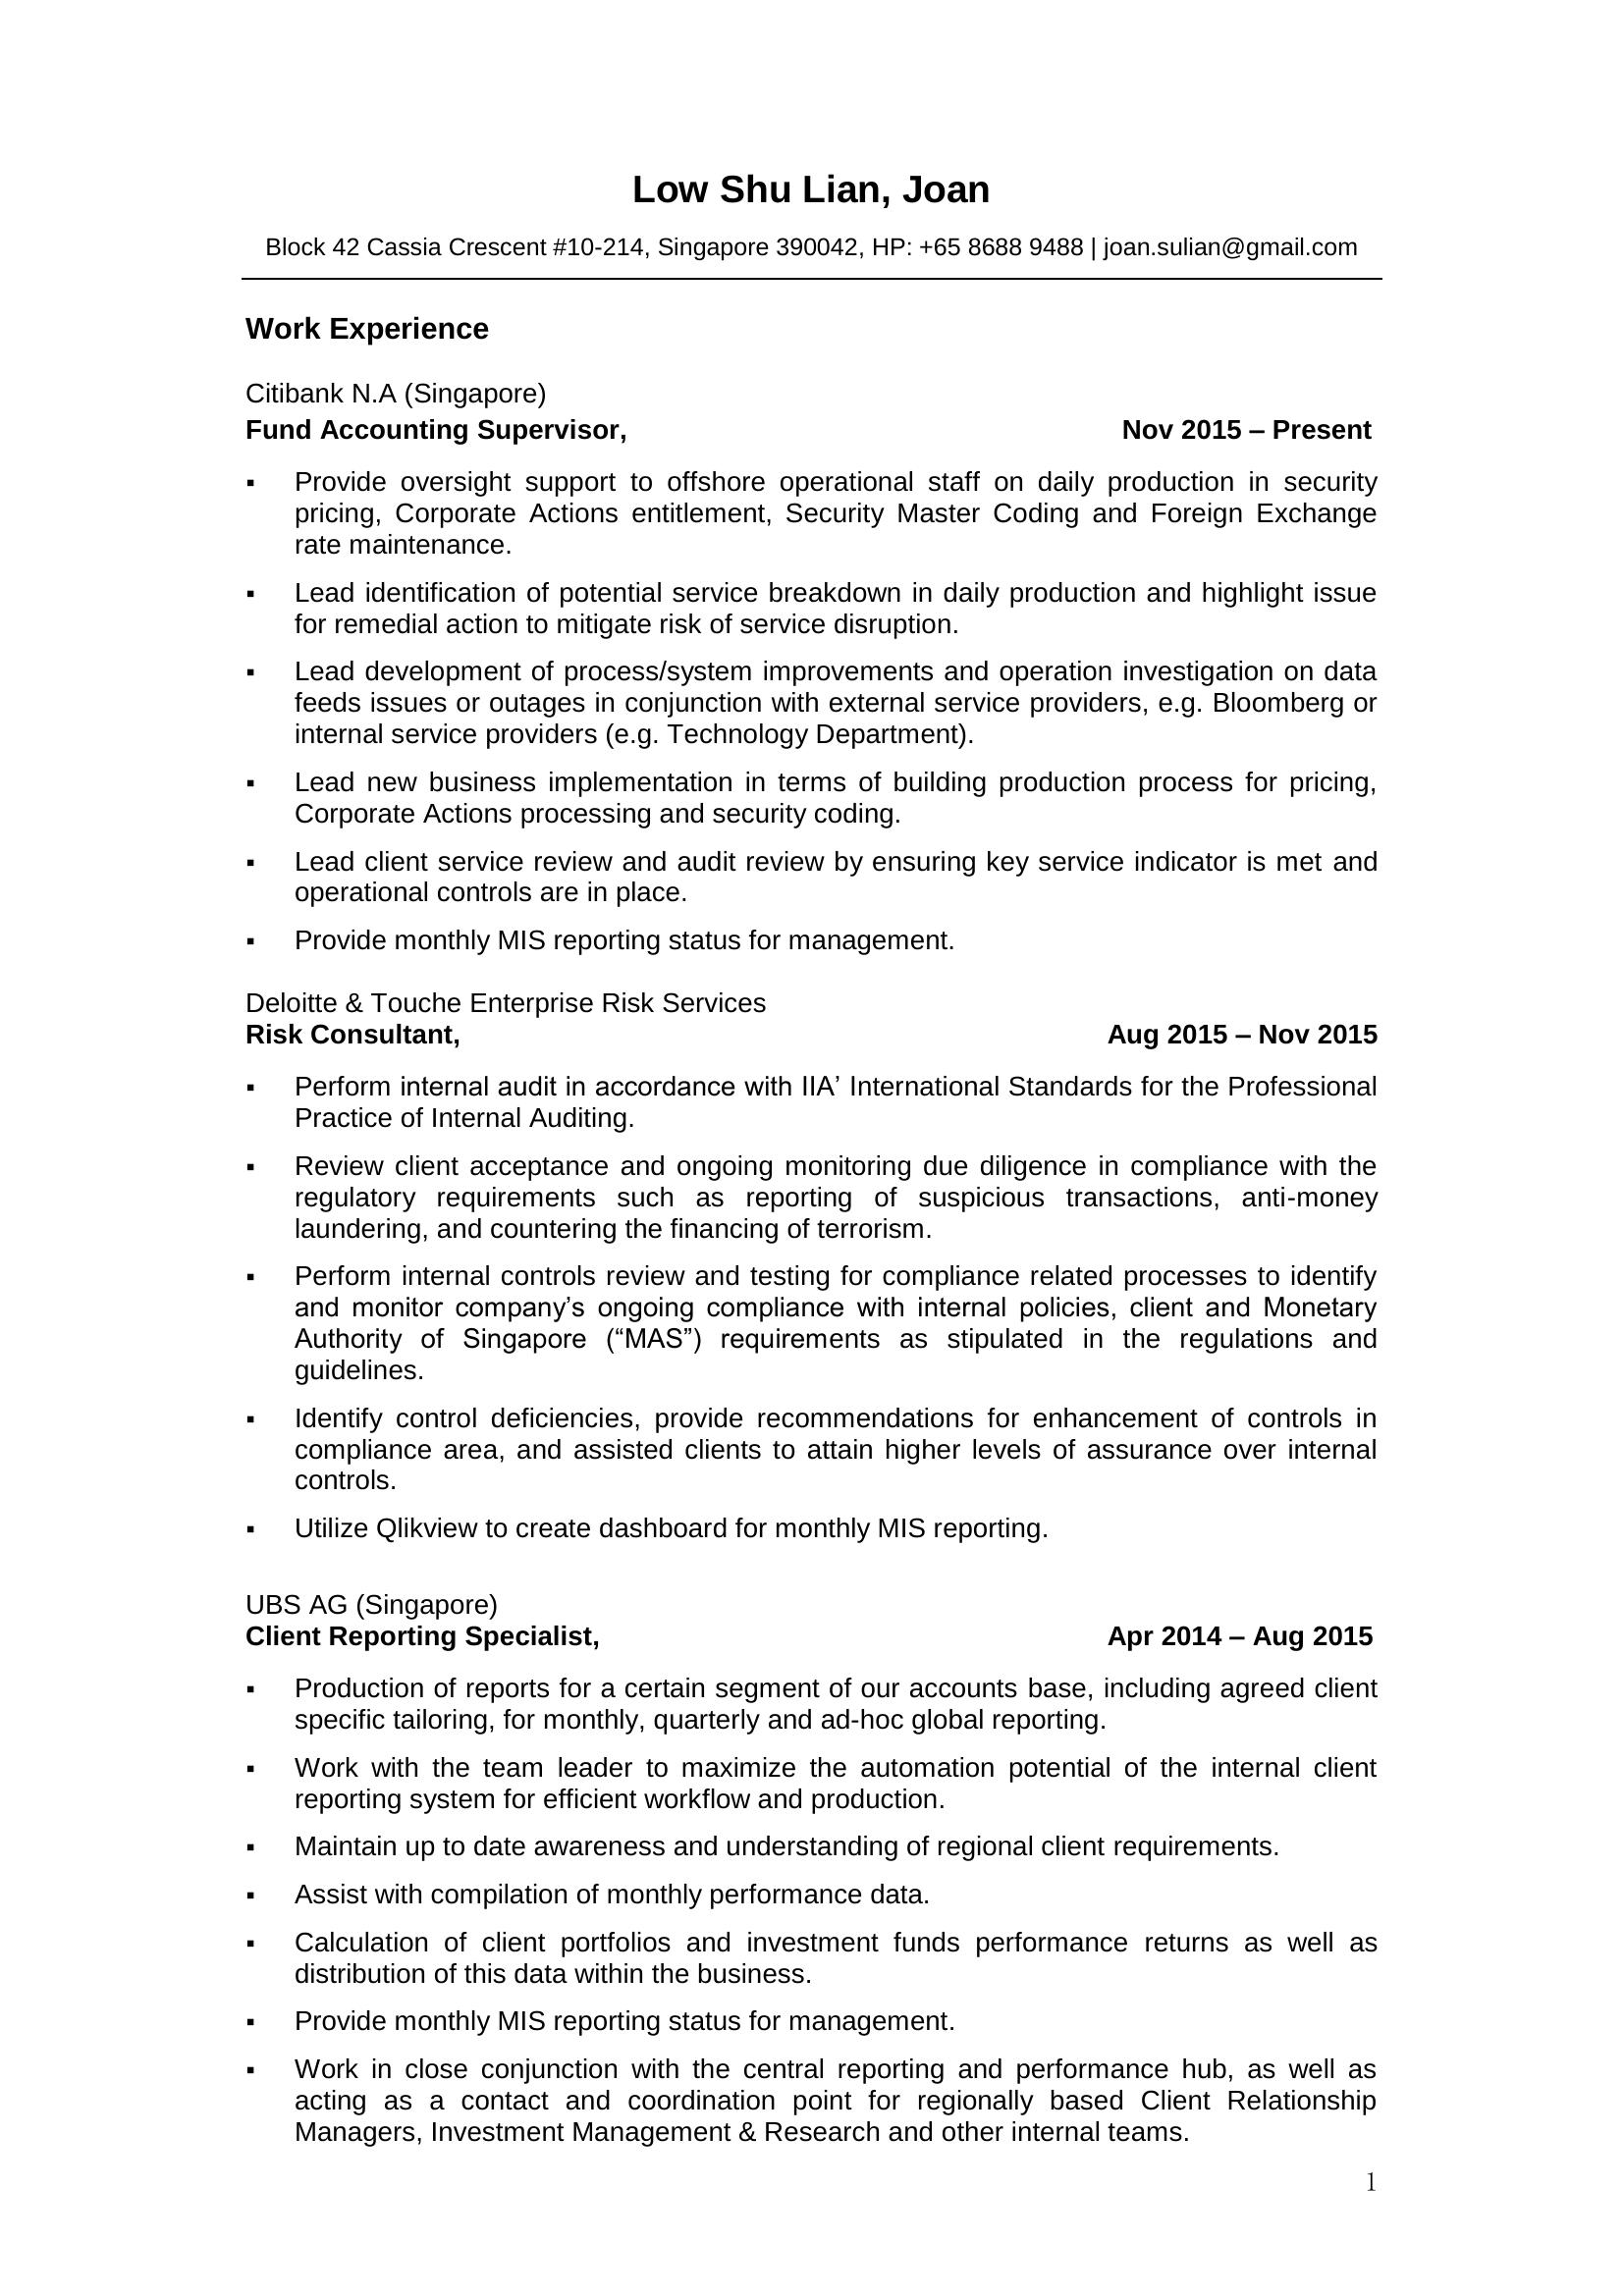 Low Shu Lian, Joan
Block 42 Cassia Crescent #10-214, Singapore 390042, HP: +65 8688 9488 | joan.sulian@gmail.com
Work Experience
Citibank N.A (Singapore)
Fund Accounting Supervisor, Nov 2015 – Present
▪ Provide oversight support to offshore operational staff on daily production in security
pricing, Corporate Actions entitlement, Security Master Coding and Foreign Exchange
rate maintenance.
▪ Lead identification of potential service breakdown in daily production and highlight issue
for remedial action to mitigate risk of service disruption.
▪ Lead development of process/system improvements and operation investigation on data
feeds issues or outages in conjunction with external service providers, e.g. Bloomberg or
internal service providers (e.g. Technology Department).
▪ Lead new business implementation in terms of building production process for pricing,
Corporate Actions processing and security coding.
▪ Lead client service review and audit review by ensuring key service indicator is met and
operational controls are in place.
▪ Provide monthly MIS reporting status for management.
Deloitte & Touche Enterprise Risk Services
Risk Consultant, Aug 2015 – Nov 2015
▪ Perform internal audit in accordance with IIA’ International Standards for the Professional
Practice of Internal Auditing.
▪ Review client acceptance and ongoing monitoring due diligence in compliance with the
regulatory requirements such as reporting of suspicious transactions, anti-money
laundering, and countering the financing of terrorism.
▪ Perform internal controls review and testing for compliance related processes to identify
and monitor company’s ongoing compliance with internal policies, client and Monetary
Authority of Singapore (“MAS”) requirements as stipulated in the regulations and
guidelines.
▪ Identify control deficiencies, provide recommendations for enhancement of controls in
compliance area, and assisted clients to attain higher levels of assurance over internal
controls.
▪ Utilize Qlikview to create dashboard for monthly MIS reporting.
UBS AG (Singapore)
Client Reporting Specialist, Apr 2014 – Aug 2015
▪ Production of reports for a certain segment of our accounts base, including agreed client
specific tailoring, for monthly, quarterly and ad-hoc global reporting.
▪ Work with the team leader to maximize the automation potential of the internal client
reporting system for efficient workflow and production.
▪ Maintain up to date awareness and understanding of regional client requirements.
▪ Assist with compilation of monthly performance data.
▪ Calculation of client portfolios and investment funds performance returns as well as
distribution of this data within the business.
▪ Provide monthly MIS reporting status for management.
▪ Work in close conjunction with the central reporting and performance hub, as well as
acting as a contact and coordination point for regionally based Client Relationship
Managers, Investment Management & Research and other internal teams.
1